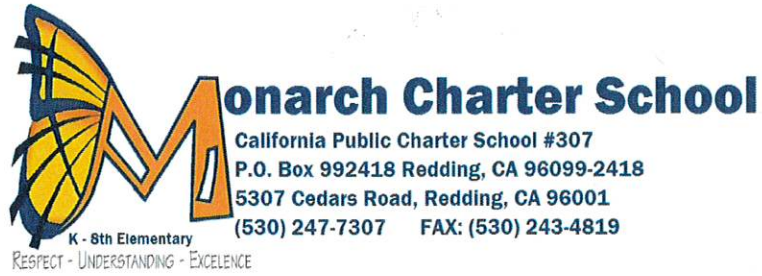 Monarch Charter School
California Public Charter School #307
P.O. Box 992418 Redding, CA 96099-2418
5307 Cedars Road, Redding, CA 96001
(530) 247-7307 FAX: (530) 243-4819
K - 8th Elementary
RESPECT - UNDERSTANDING - EXCELENCE